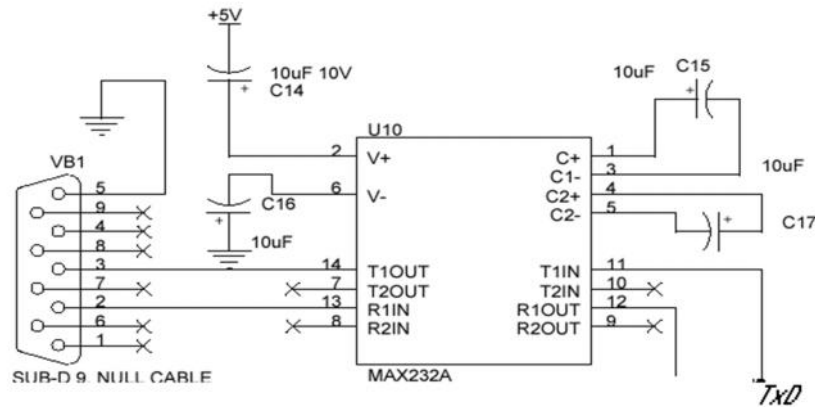 +5V
10uF 10V
C14
10uF
C15
U10
VB1
2
V+
C+
1
C1-
3
10uF
5
6
V-
C2+
4
9
C16
C2-
5
C17
4
8
10uF
3
14
T1OUT
T1IN
11
7
7
T2OUT
T2IN
10
2
13
R1IN
R1OUT
12
6
8
R2IN
R2OUT
9
1
SUB-D 9, NULL CABLE
MAX232A
TxD